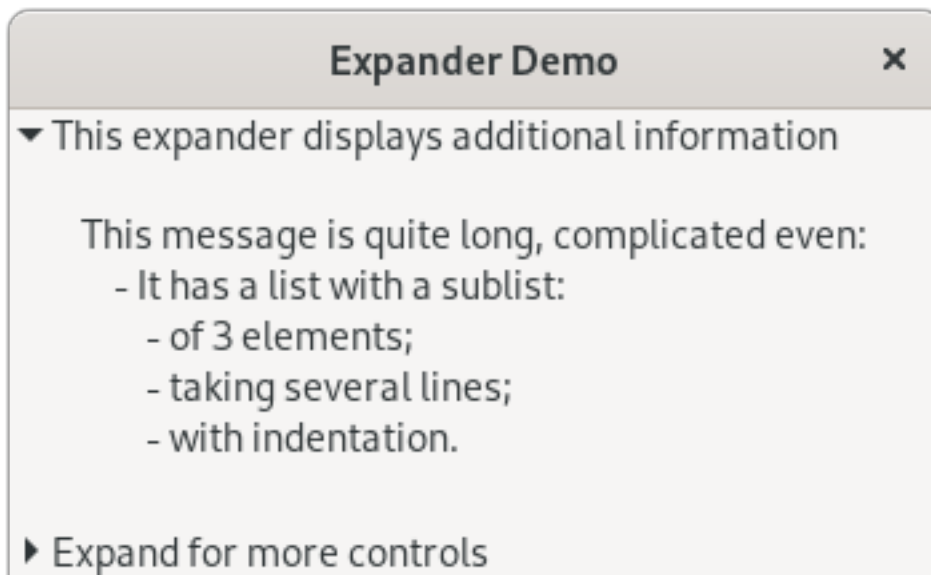 Expander Demo
This expander displays additional information
This message is quite long, complicated even:
- It has a list with a sublist:
- of 3 elements;
- taking several lines;
- with indentation.
Expand for more controls